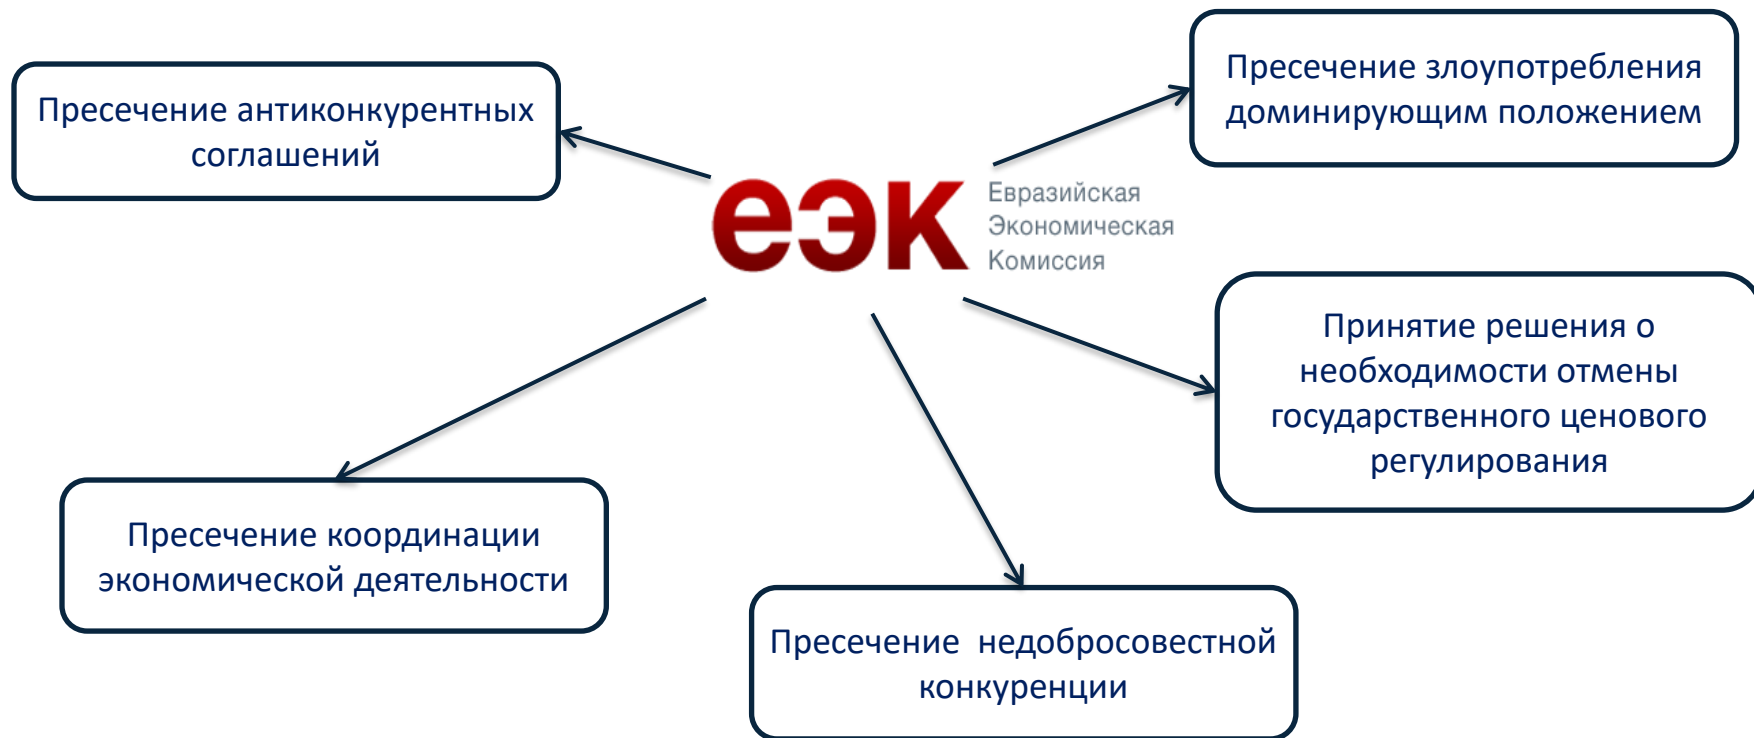 Пресечение антиконкурентных
соглашений
Пресечение злоупотребления
доминирующим положением
еэк
Евразийская
Экономическая
Комиссия
Принятие решения о
необходимости отмены
государственного ценового
регулирования
Пресечение координации
экономической деятельности
Пресечение недобросовестной
конкуренции